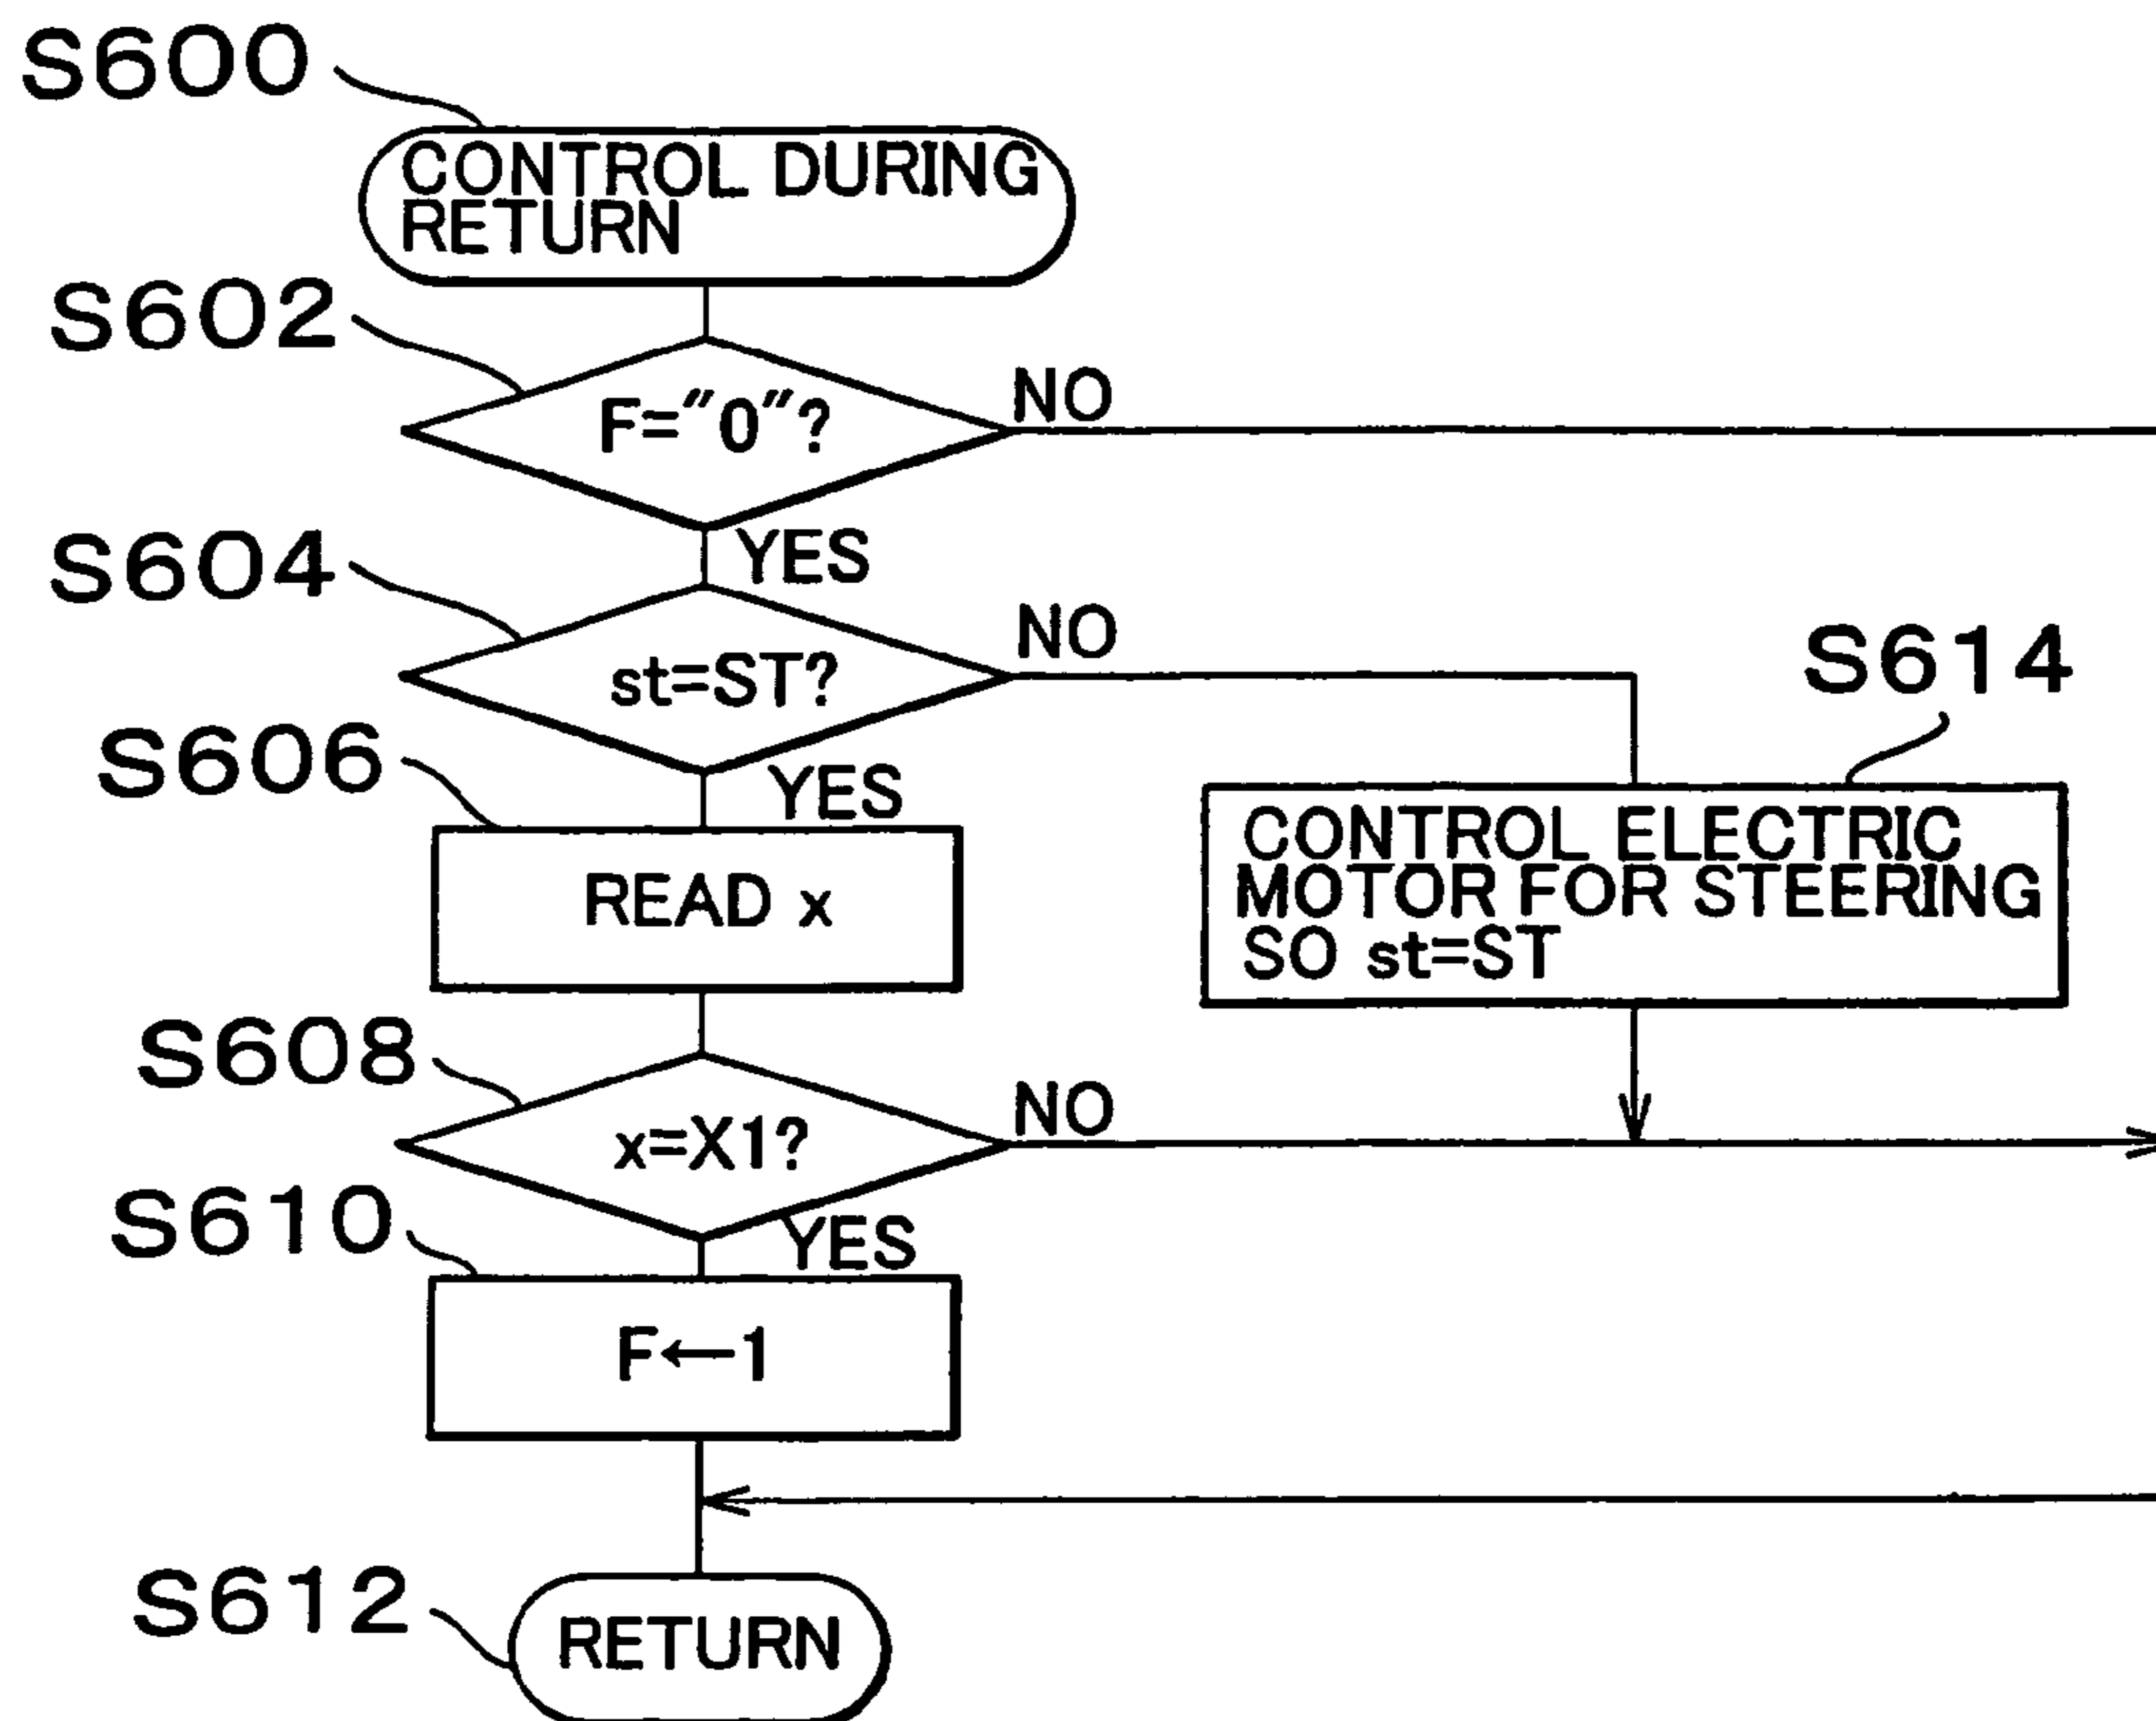 S600
CONTROL DURING
RETURN
S602
F="0"?
NO
YES
S604
st=ST?
NO
YES
S614
CONTROL ELECTRIC
MOTOR FOR STEERING
SO st=ST
S606
READ x
S608
x=X1?
NO
YES
S610
F←1
S612
RETURN